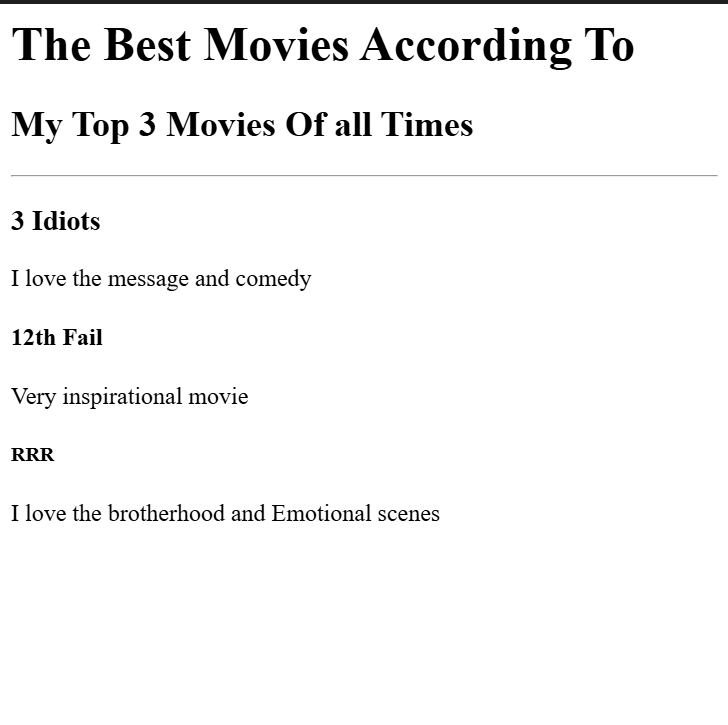 The Best Movies According To
My Top 3 Movies Of all Times
3 Idiots
I love the message and comedy
12th Fail
Very inspirational movie
RRR
I love the brotherhood and Emotional scenes